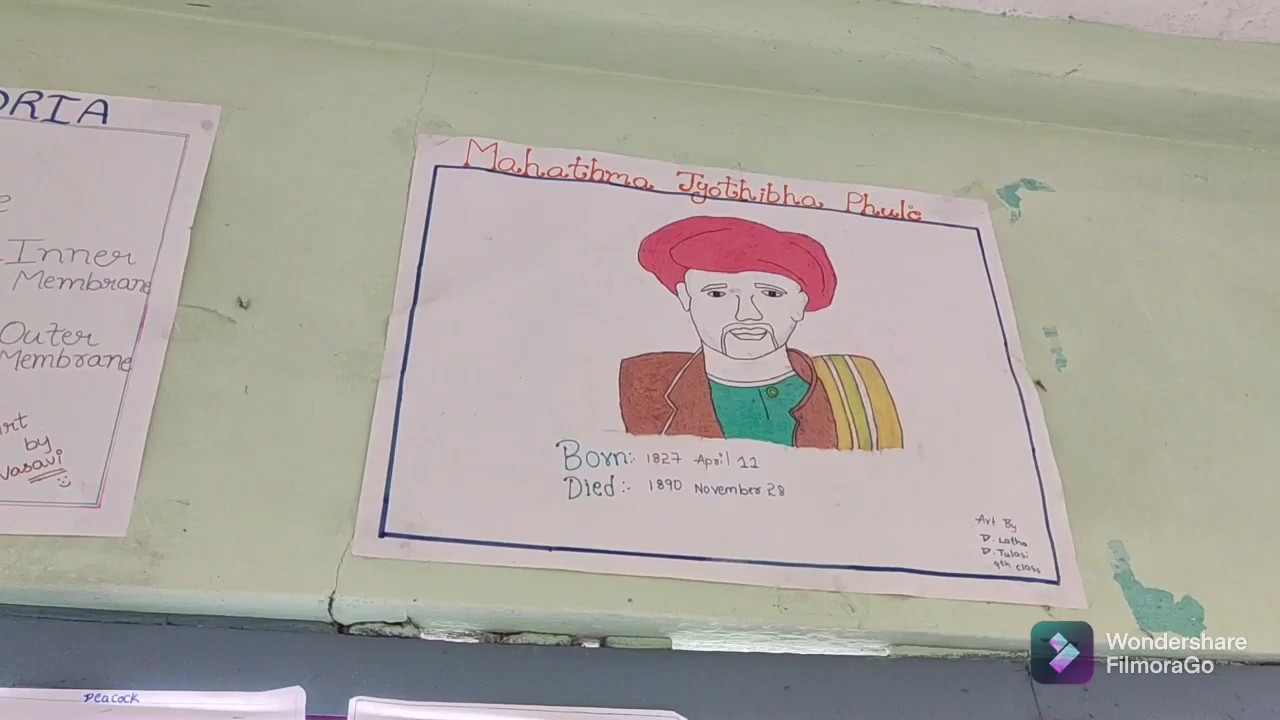 ORIA
Inner
Membrane
Outer
Membrane
Art
by
Vasavi
Mahathma Jyothibha Phule
Born:- 1827 April 11
Died:- 1890 November 28
Art By
D. Latha
D. Tulasi
9th class
Peacock
Wondershare
FilmoraGo